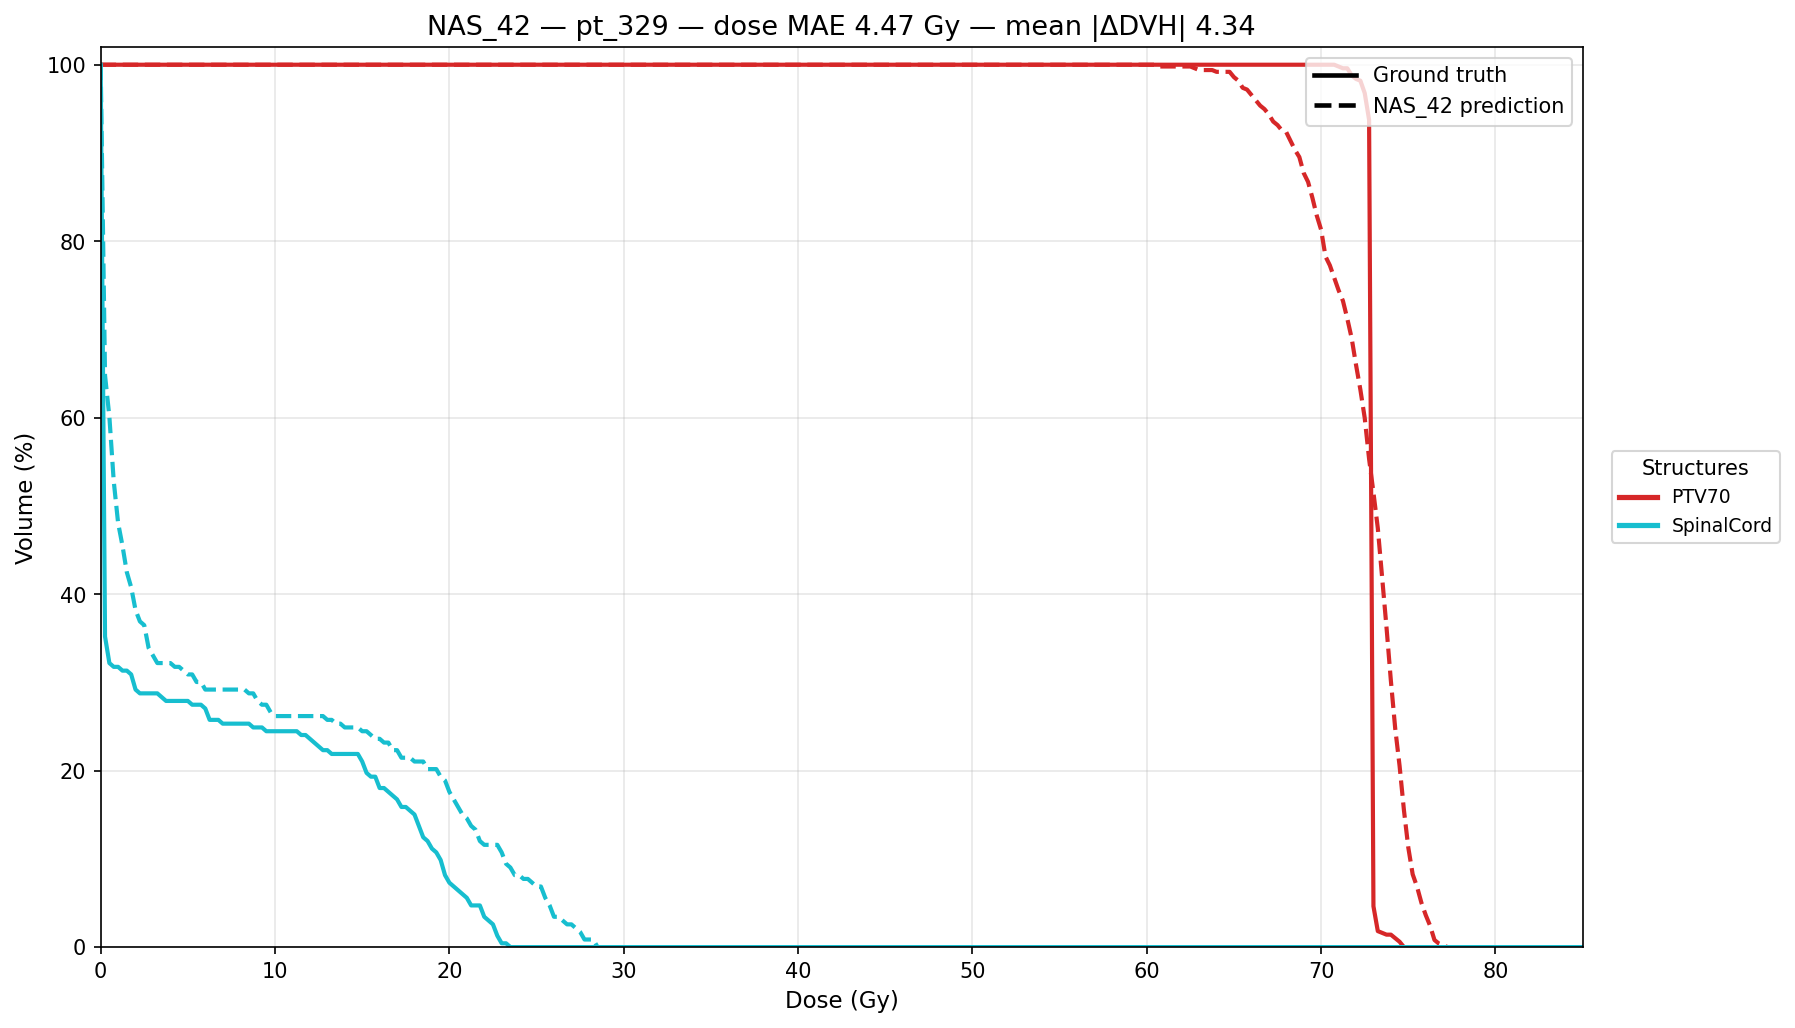 NAS_42 — pt_329 — dose MAE 4.47 Gy — mean |ΔDVH| 4.34
Ground truth
NAS_42 prediction
Volume (%)
100
80
60
40
20
0
0 10 20 30 40 50 60 70 80
Dose (Gy)
Structures
PTV70
SpinalCord